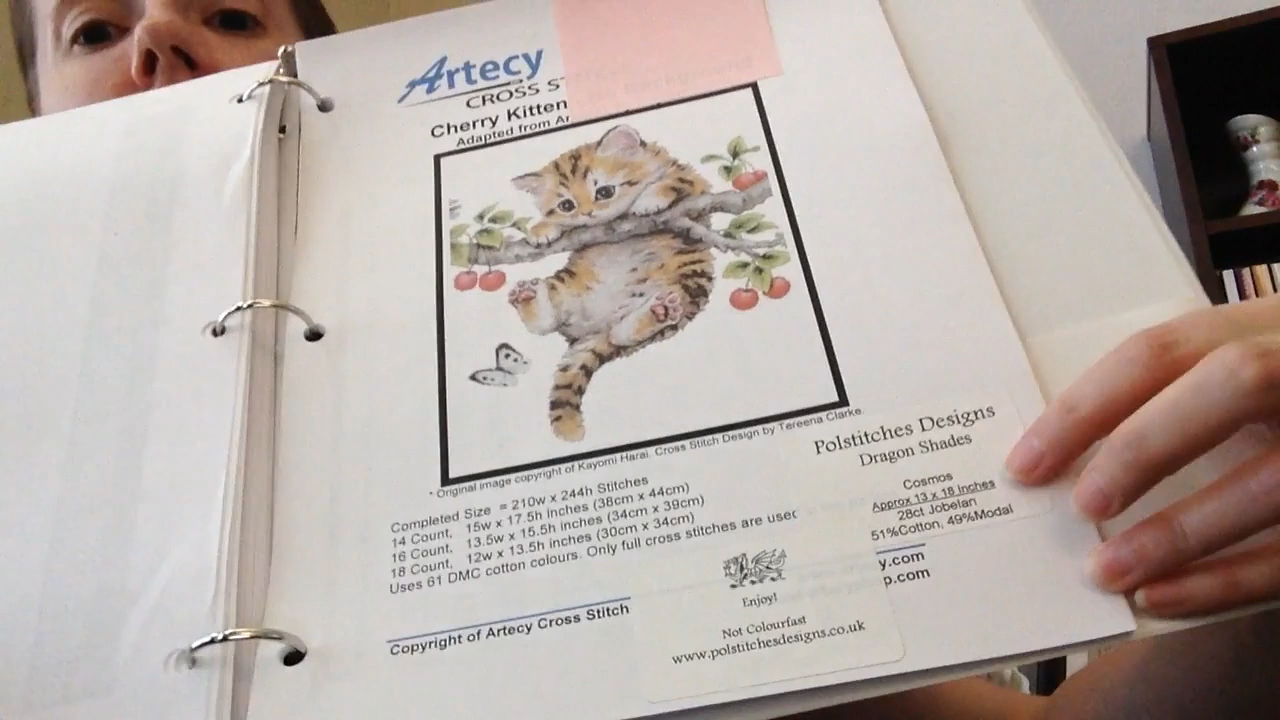 Artecy
CROSS ST
Cherry Kitten
Adapted from Ar
* Original image copyright of Kayomi Harai. Cross Stitch Design by Tereena Clarke.
Completed Size = 210w x 244h Stitches
14 Count, 15w x 17.5h inches (38cm x 44cm)
16 Count, 13.5w x 15.5h inches (34cm x 39cm)
18 Count, 12w x 13.5h inches (30cm x 34cm)
Uses 61 DMC cotton colours. Only full cross stitches are used
Copyright of Artecy Cross Stitch
y.com
p.com
Polstitches Designs
Dragon Shades
Cosmos
Approx 13 x 18 Inches
28ct Jobelan
51%Cotton, 49%Modal
Enjoy!
Not Colourfast
www.polstitchesdesigns.co.uk